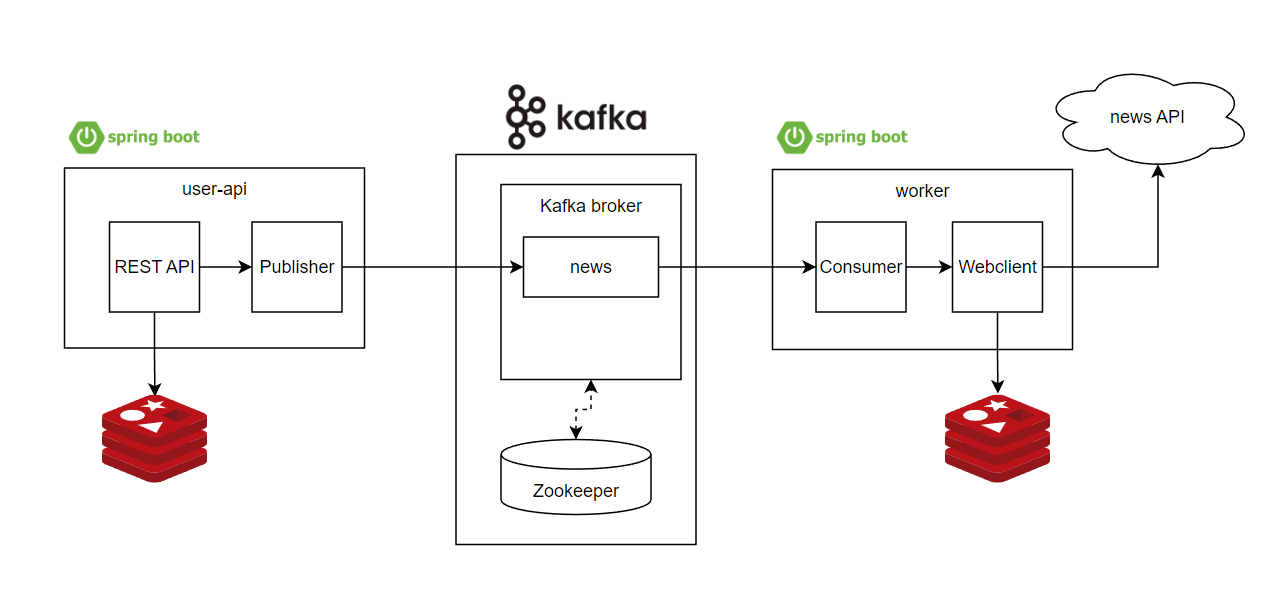 kafka
spring boot
spring boot
news API
user-api
worker
Kafka broker
REST API
Publisher
news
Consumer
Webclient
Zookeeper